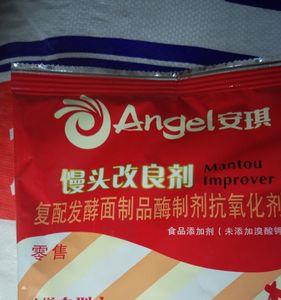 Angel安琪
馒头改良剂
Mantou
Improver
复配发酵面制品酶制剂抗氧化剂
食品添加剂（未添加溴酸钾
零售